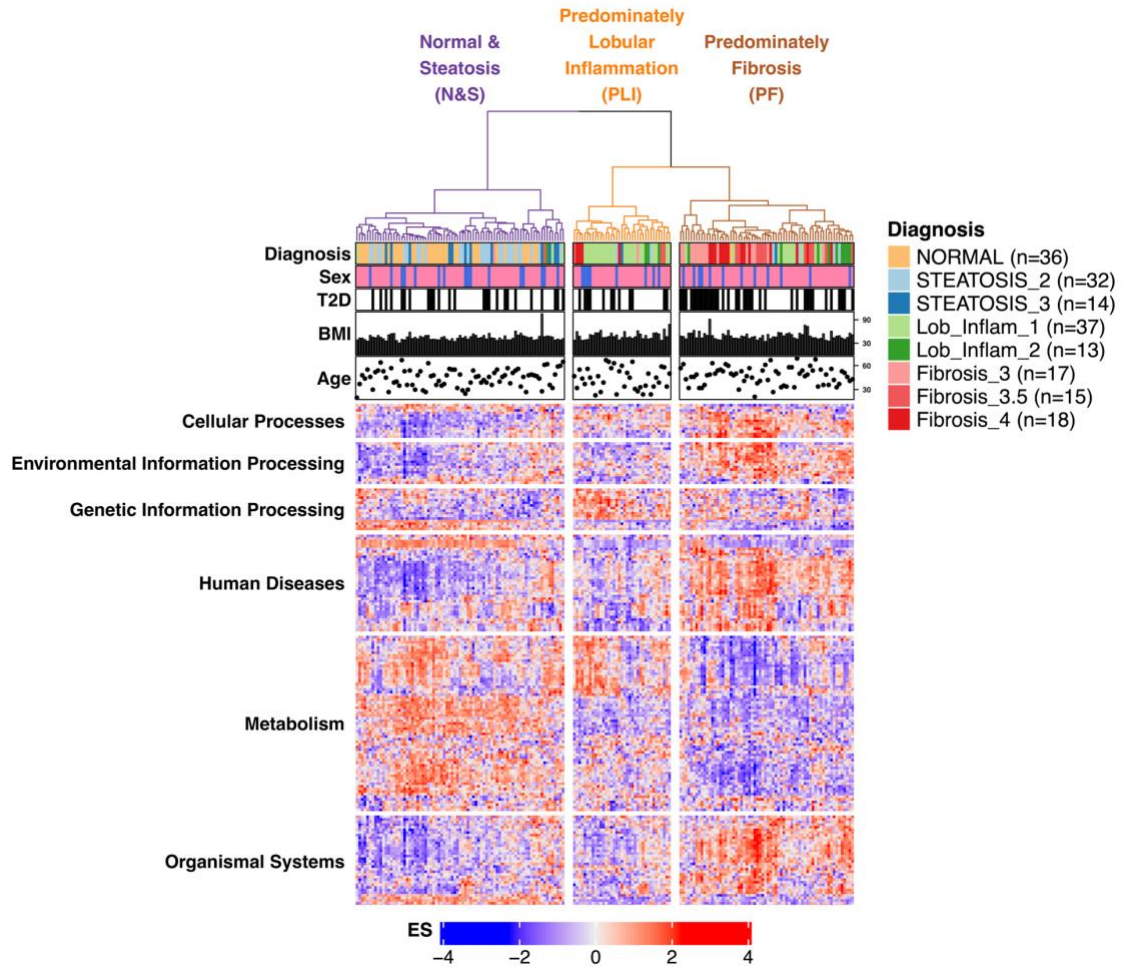 Normal &
Steatosis
(N&S)
Predominately
Lobular
Inflammation
(PLI)
Predominately
Fibrosis
(PF)
Diagnosis
Sex
T2D
BMI
90
30
Age
60
30
Cellular Processes
Environmental Information Processing
Genetic Information Processing
Human Diseases
Metabolism
Organismal Systems
Diagnosis
NORMAL (n=36)
STEATOSIS_2 (n=32)
STEATOSIS_3 (n=14)
Lob_Inflam_1 (n=37)
Lob_Inflam_2 (n=13)
Fibrosis_3 (n=17)
Fibrosis_3.5 (n=15)
Fibrosis_4 (n=18)
ES
−4 −2 0 2 4